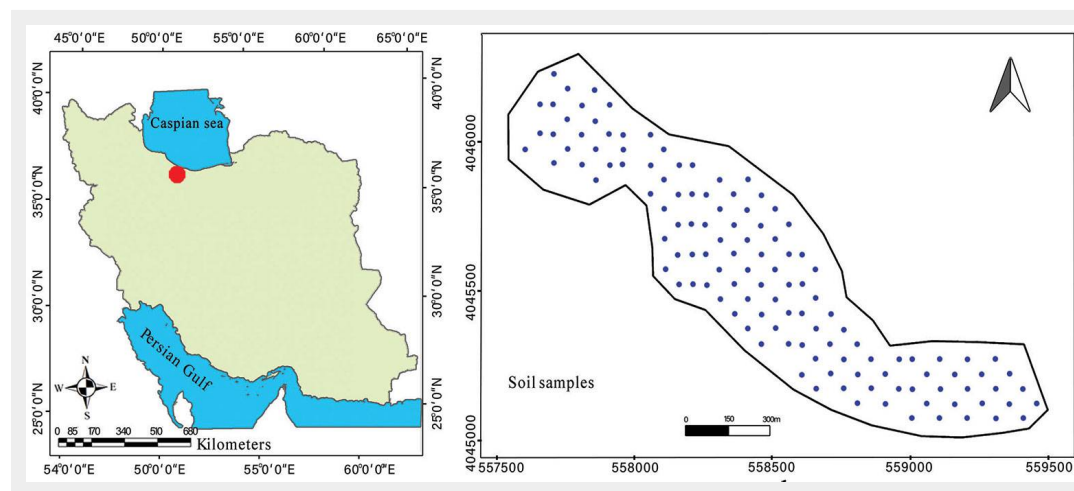 45°0'0"E 50°0'0"E 55°0'0"E 60°0'0"E 65°0'0"E
40°0'0"N
35°0'0"N
30°0'0"N
25°0'0"N
40°0'0"N
35°0'0"N
30°0'0"N
25°0'0"N
Caspian sea
Persian Gulf
N
W E
S
0 85 170 340 510 680
Kilometers
54°0'0"E 50°0'0"E 55°0'0"E 60°0'0"E
4046000
4045500
4045000
Soil samples
0 150 300m
557500 558000 558500 559000 559500